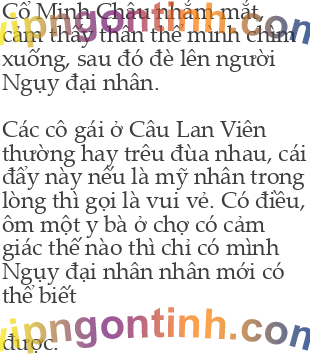 Cố Minh Châu nhắm mắt,
cảm thấy thân thể mình chìm
xuống, sau đó đè lên người
Ngụy đại nhân.
Các cô gái ở Câu Lan Viên
thường hay trêu đùa nhau, cái
đẩy này nếu là mỹ nhân trong
lòng thì gọi là vui vẻ. Có điều,
ôm một y bà ở chợ có cảm
giác thế nào thì chỉ có mình
Ngụy đại nhân nhân mới có
thể biết
vipngontinh.com
được.
vipngontinh.com